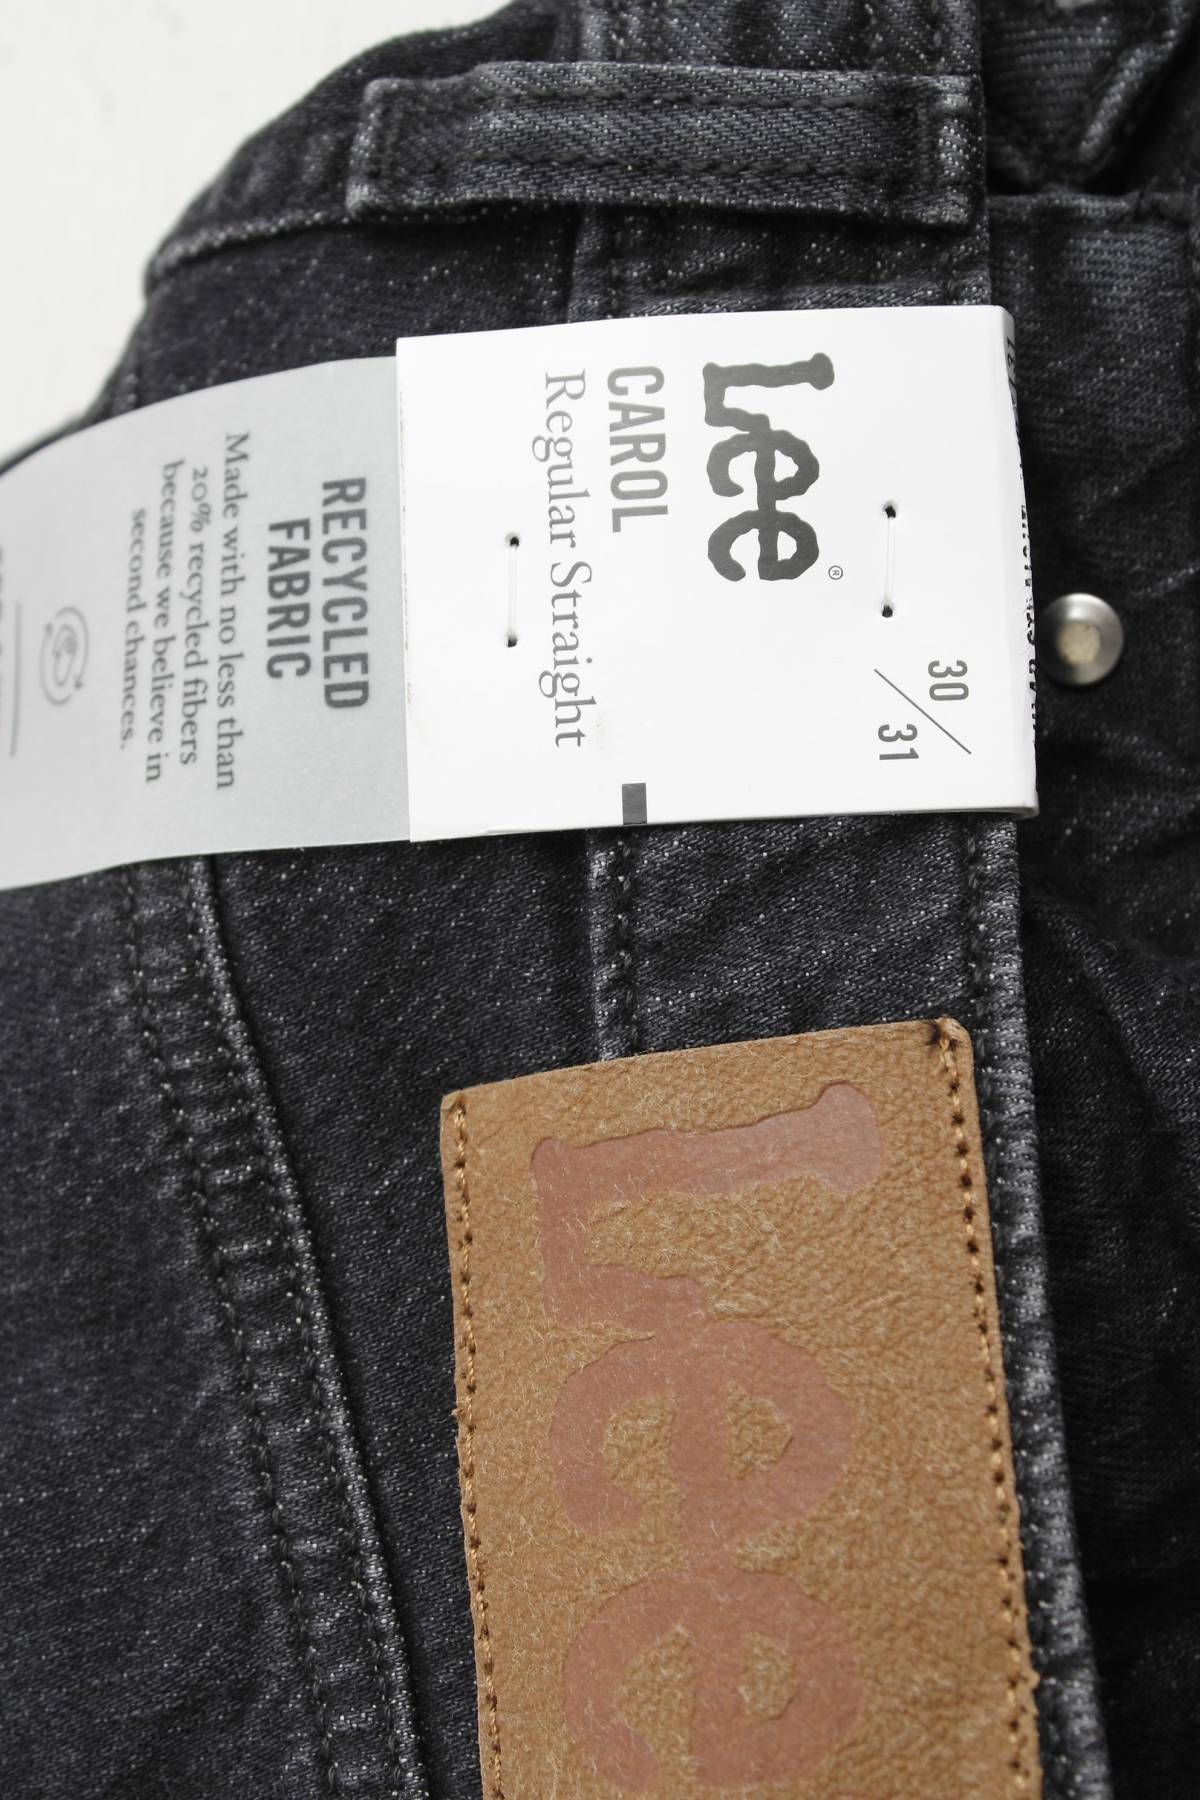 Lee®
CAROL
Regular Straight
30
31
RECYCLED
FABRIC
Made with no less than
20% recycled fibers
because we believe in
second chances.
Lee